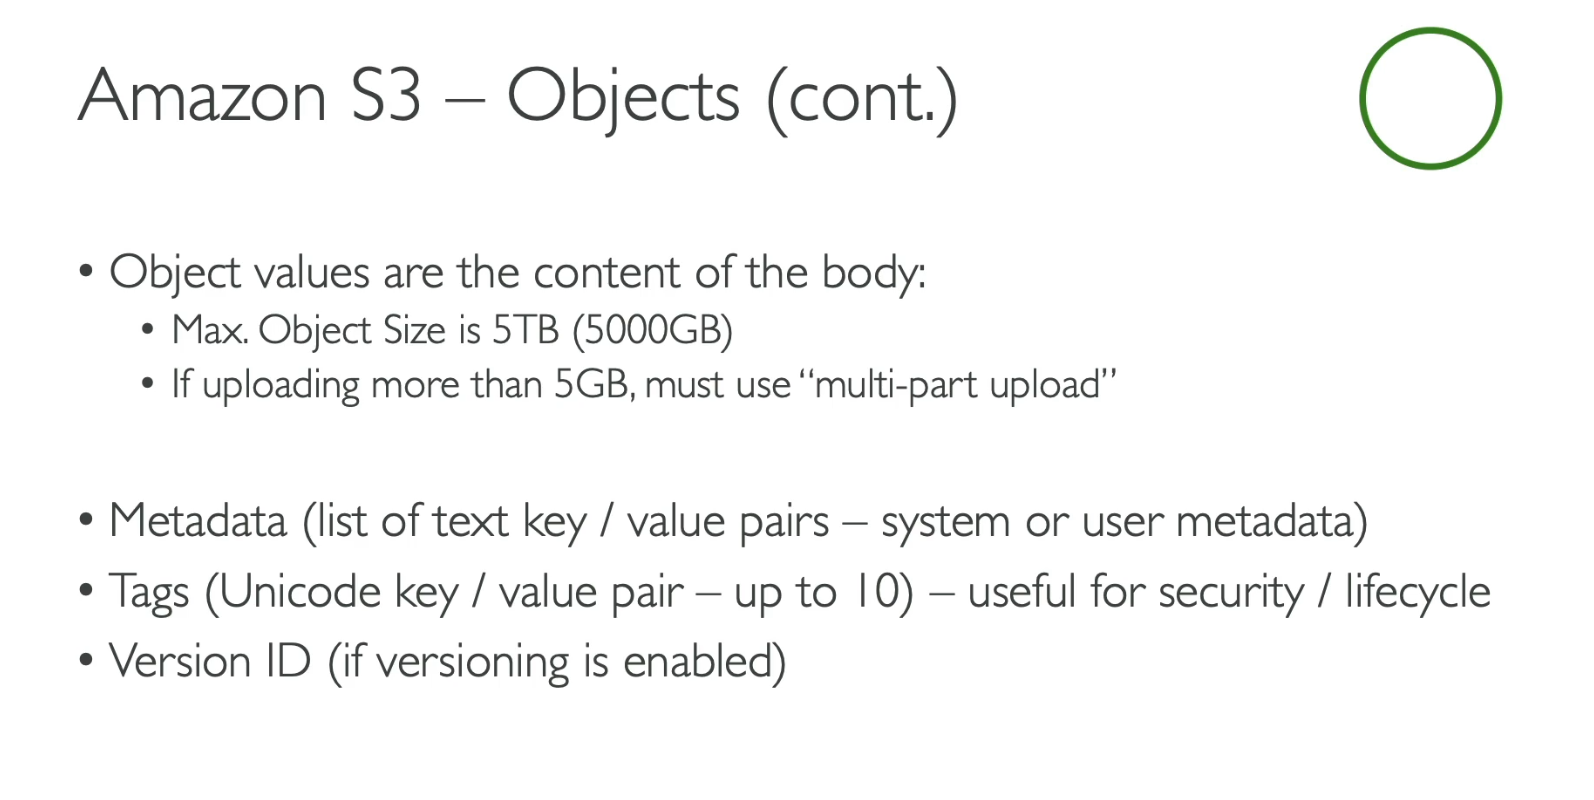 Amazon S3 – Objects (cont.)
• Object values are the content of the body:
• Max. Object Size is 5TB (5000GB)
• If uploading more than 5GB, must use “multi-part upload”
• Metadata (list of text key / value pairs – system or user metadata)
• Tags (Unicode key / value pair – up to 10) – useful for security / lifecycle
• Version ID (if versioning is enabled)